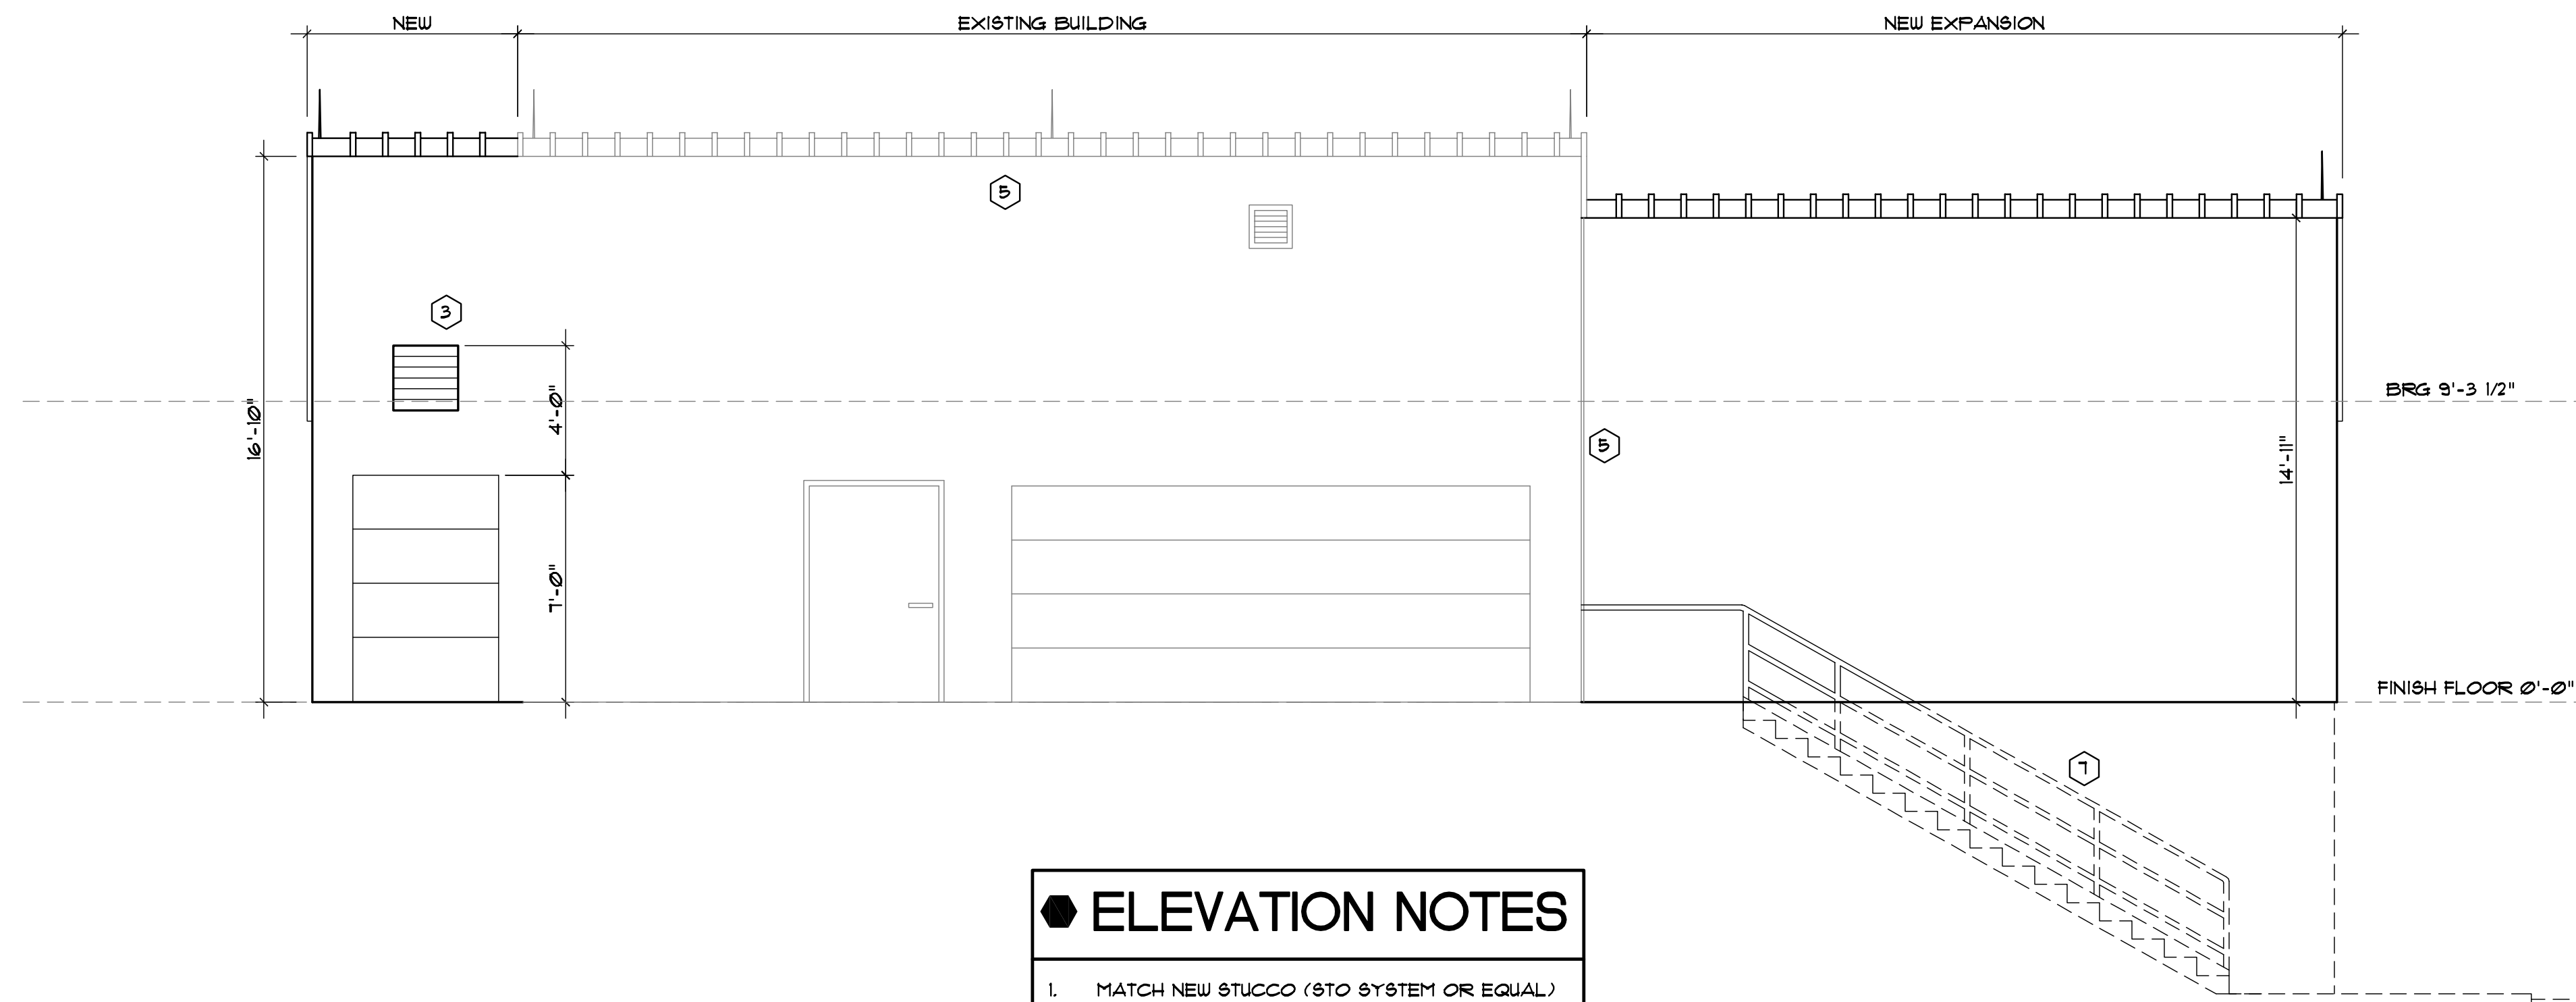 NEW
EXISTING BUILDING
NEW EXPANSION
5
3
16'-10"
4'-0"
BRG 9'-3 1/2"
5
14'-11"
7'-0"
FINISH FLOOR 0'-0"
7
ELEVATION NOTES
1. MATCH NEW STUCCO (STO SYSTEM OR EQUAL)